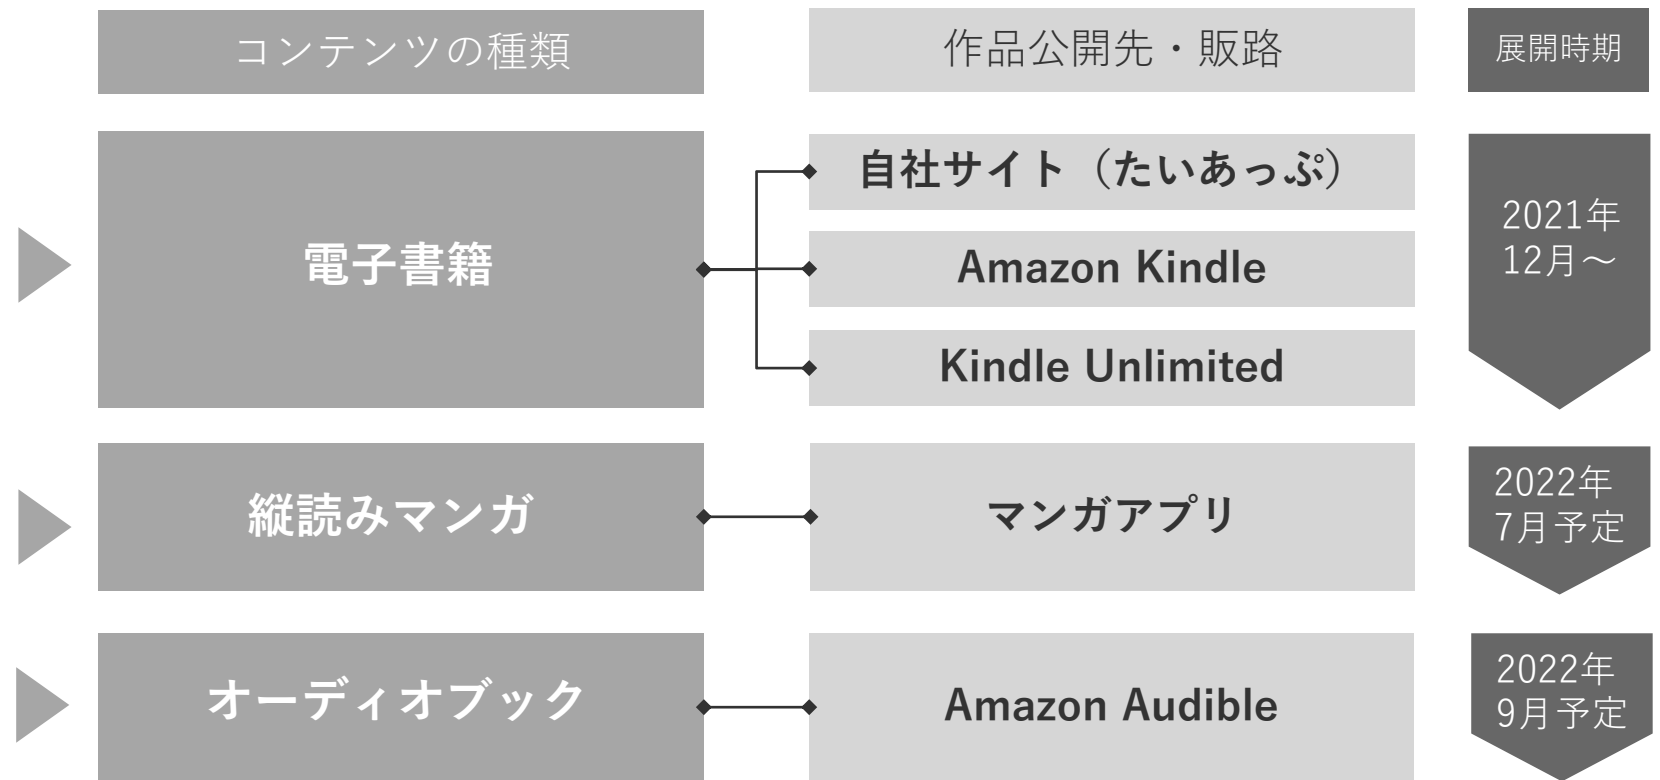 コンテンツの種類
作品公開先・販路
展開時期
電子書籍
自社サイト（たいあっぷ）
Amazon Kindle
Kindle Unlimited
2021年
12月～
縦読みマンガ
マンガアプリ
2022年
7月予定
オーディオブック
Amazon Audible
2022年
9月予定